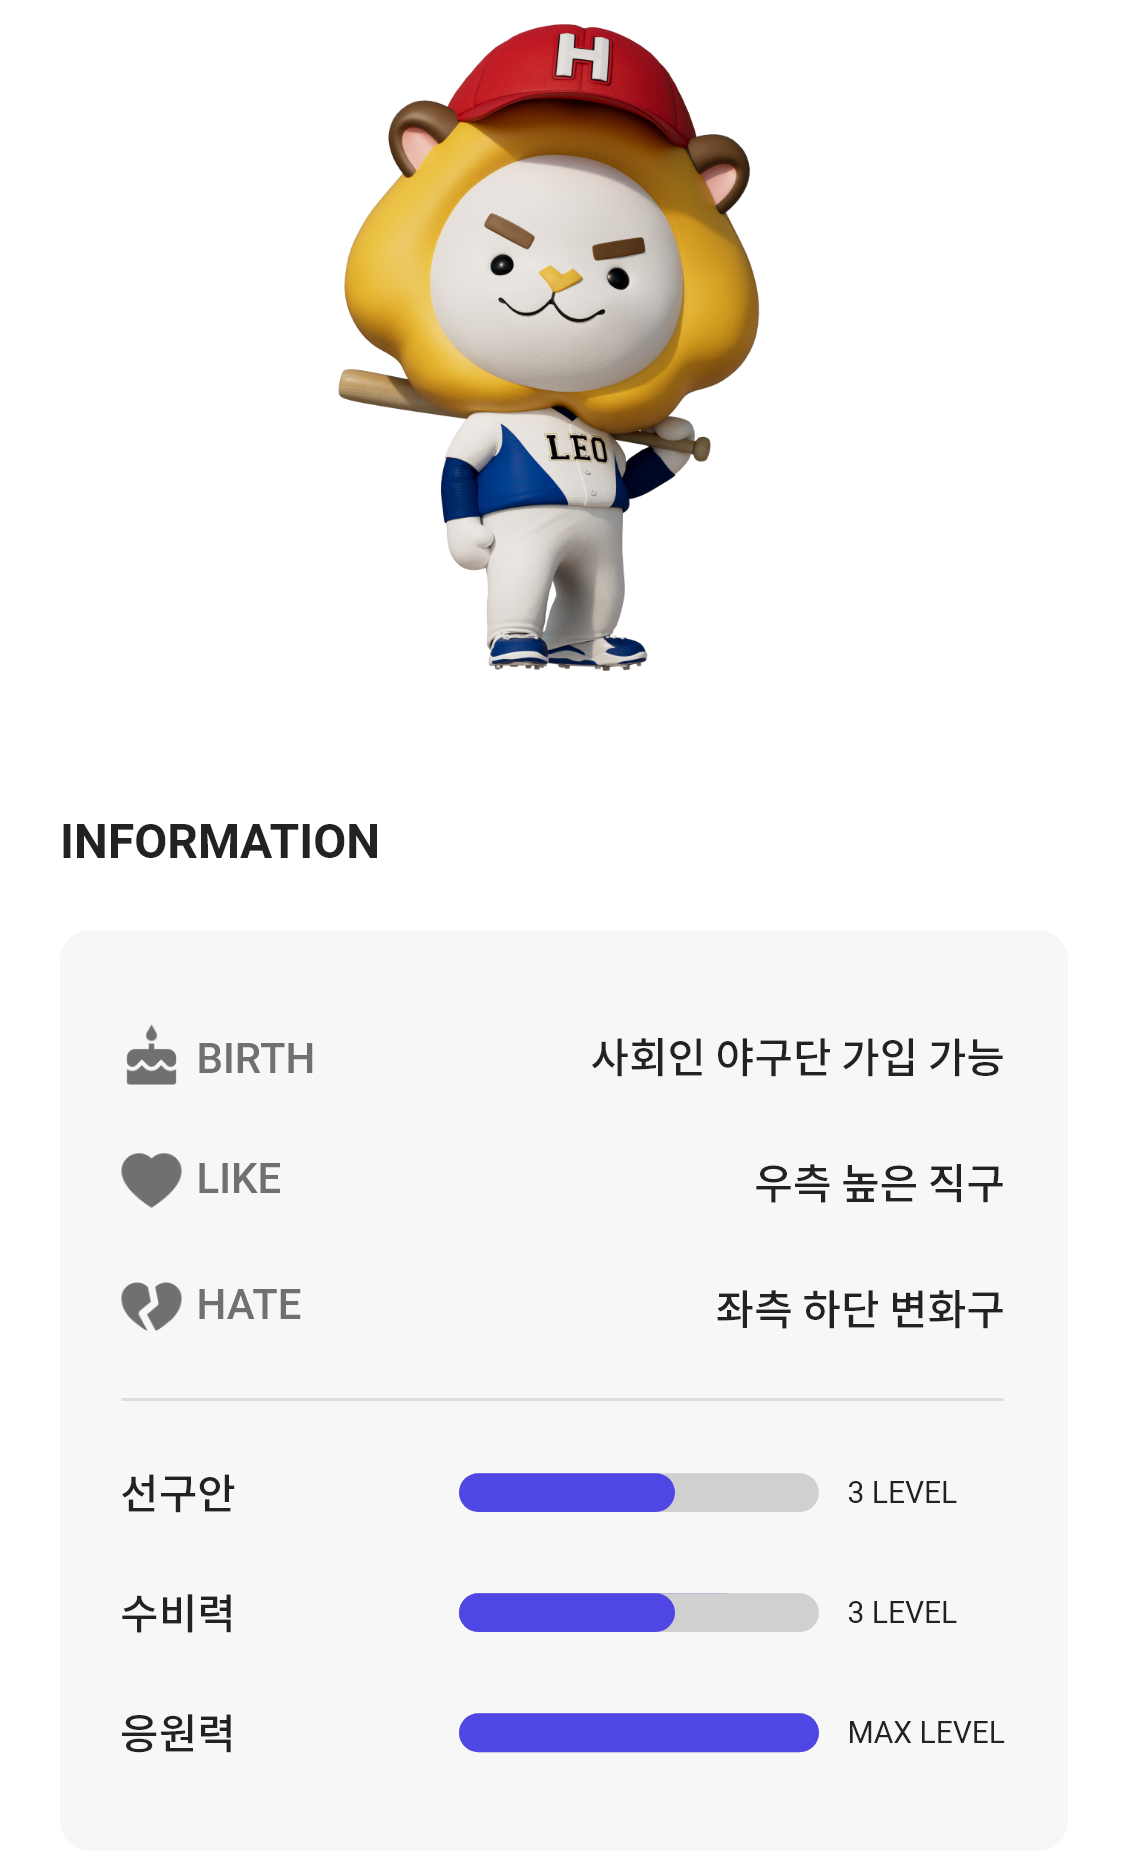 H
LEO
INFORMATION
BIRTH 사회인 야구단 가입 가능
LIKE 우측 높은 직구
HATE 좌측 하단 변화구
선구안 3 LEVEL
수비력 3 LEVEL
응원력 MAX LEVEL